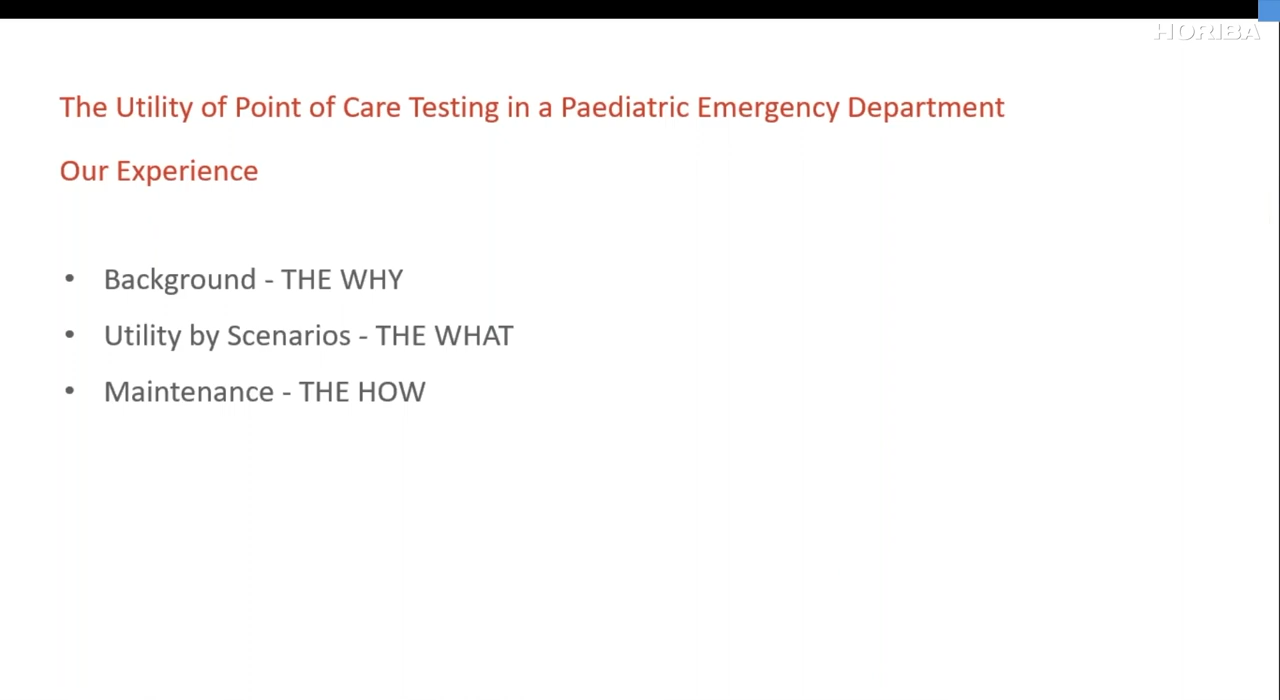 HORIBA
The Utility of Point of Care Testing in a Paediatric Emergency Department
Our Experience
• Background - THE WHY
• Utility by Scenarios - THE WHAT
• Maintenance - THE HOW